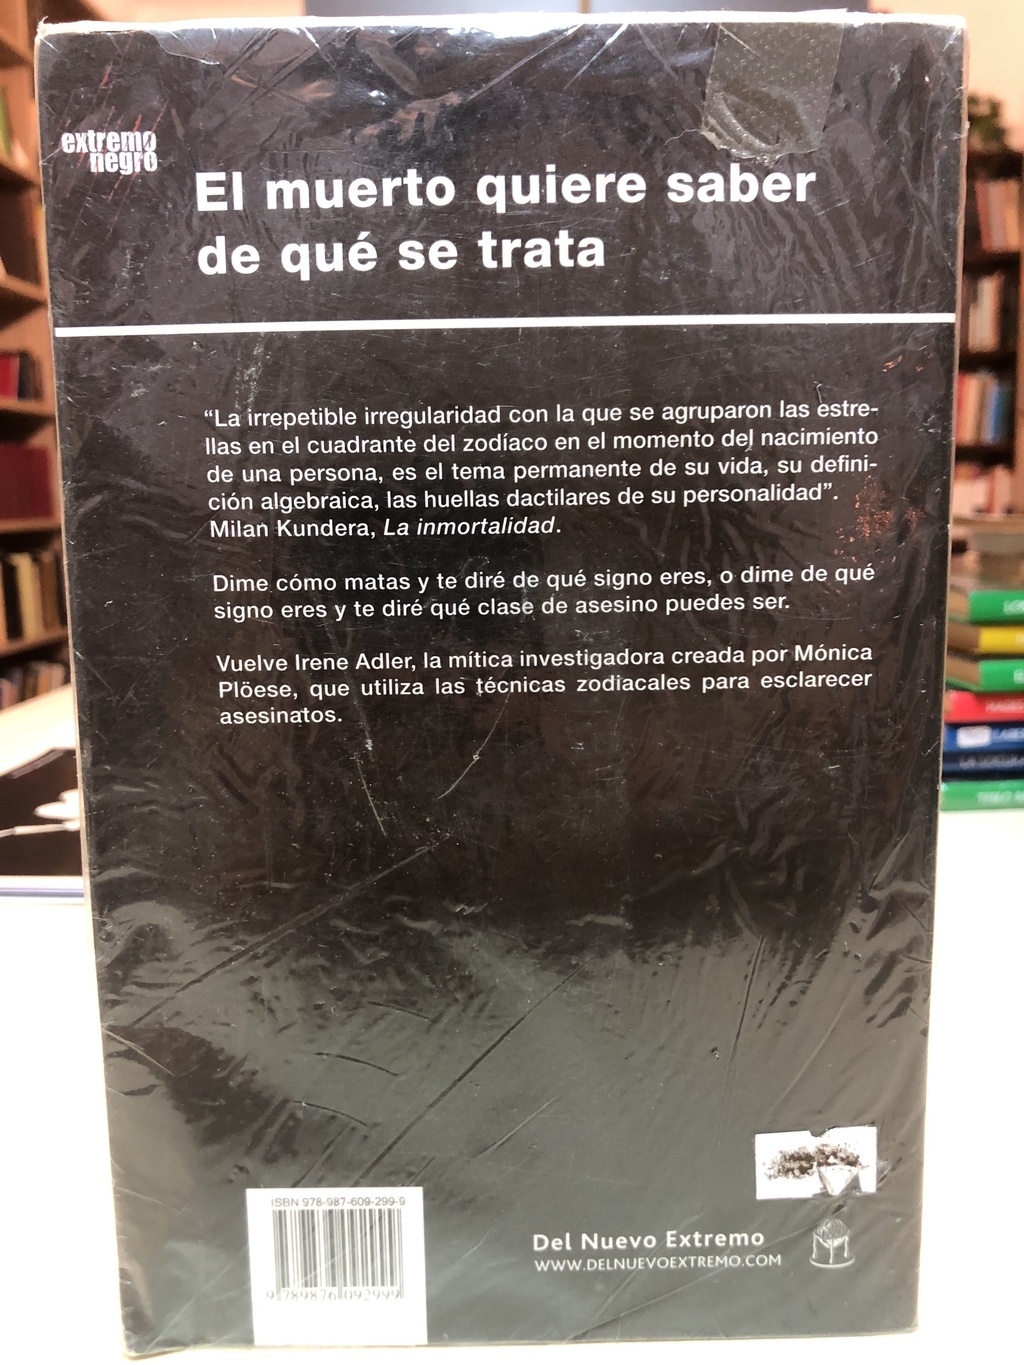 extremo
negro
El muerto quiere saber
de qué se trata
“La irrepetible irregularidad con la que se agruparon las estre-
llas en el cuadrante del zodíaco en el momento del nacimiento
de una persona, es el tema permanente de su vida, su defini-
ción algebraica, las huellas dactilares de su personalidad”.
Milan Kundera, La inmortalidad.
Dime cómo matas y te diré de qué signo eres, o dime de qué
signo eres y te diré qué clase de asesino puedes ser.
Vuelve Irene Adler, la mítica investigadora creada por Mónica
Plöese, que utiliza las técnicas zodiacales para esclarecer
asesinatos.
ISBN 978-987-609-299-9
9 789876 092999
Del Nuevo Extremo
WWW.DELNUEVOEXTREMO.COM